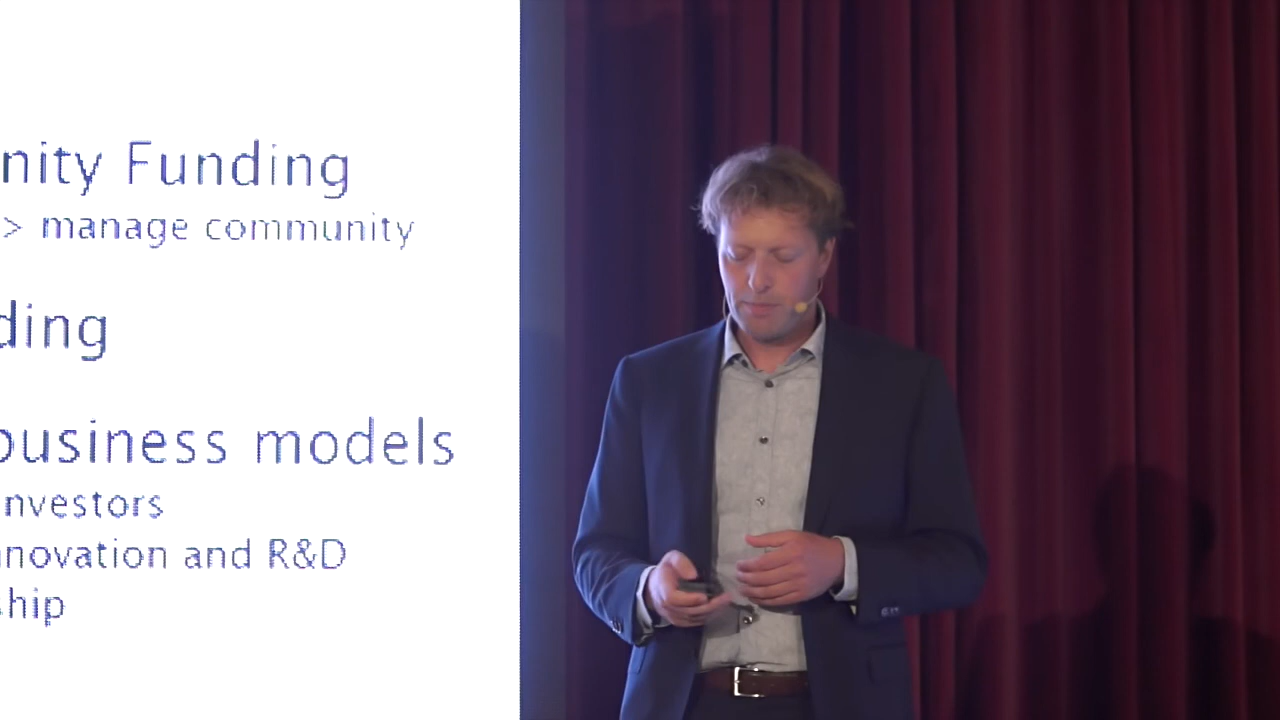 nity Funding
> manage community
ding
business models
nvestors
nnovation and R&D
ship